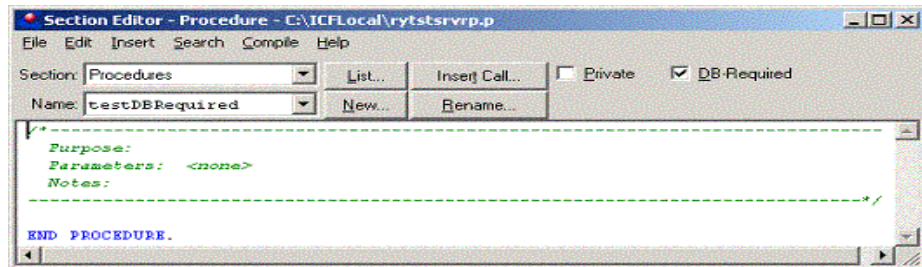 Section Editor - Procedure - C:\ICFLocal\rytstsrvrp.p
File Edit Insert Search Compile Help
Section: Procedures List... Insert Call... Private DB-Required
Name: testDBRequired New... Rename...
/*---------------------------------------------------------------------------
Purpose:
Parameters: <none>
Notes:
---------------------------------------------------------------------------*/
END PROCEDURE.